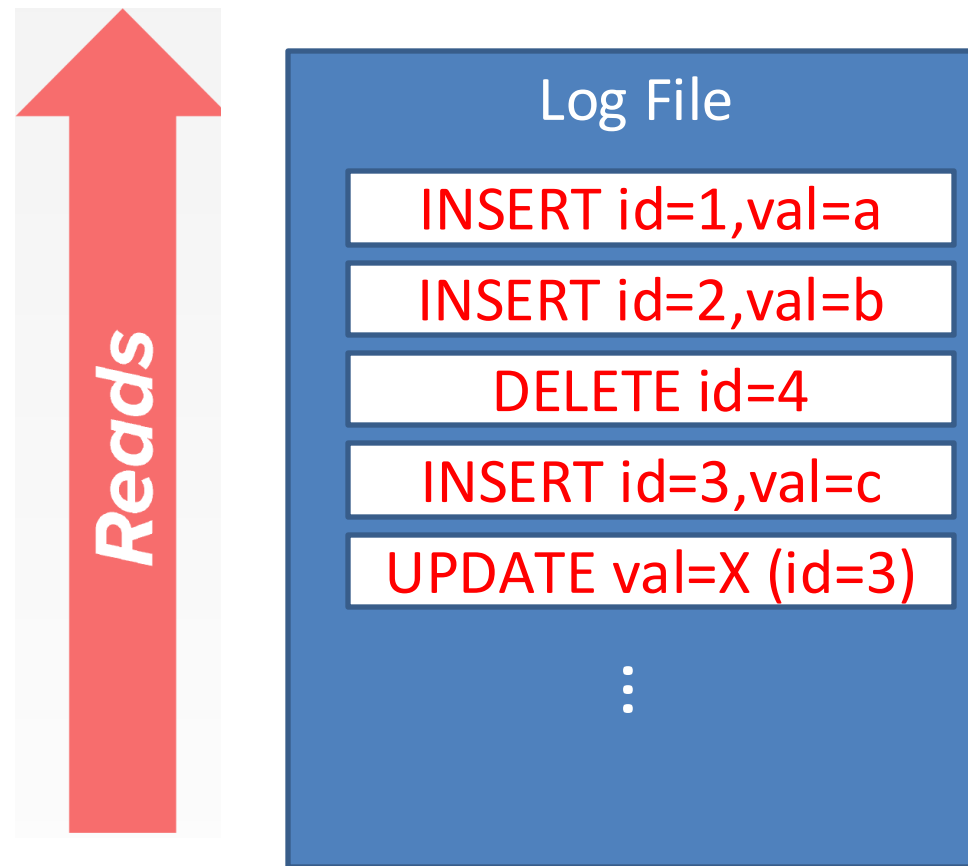 Reads
Log File
INSERT id=1,val=a
INSERT id=2,val=b
DELETE id=4
INSERT id=3,val=c
UPDATE val=X (id=3)
⋮